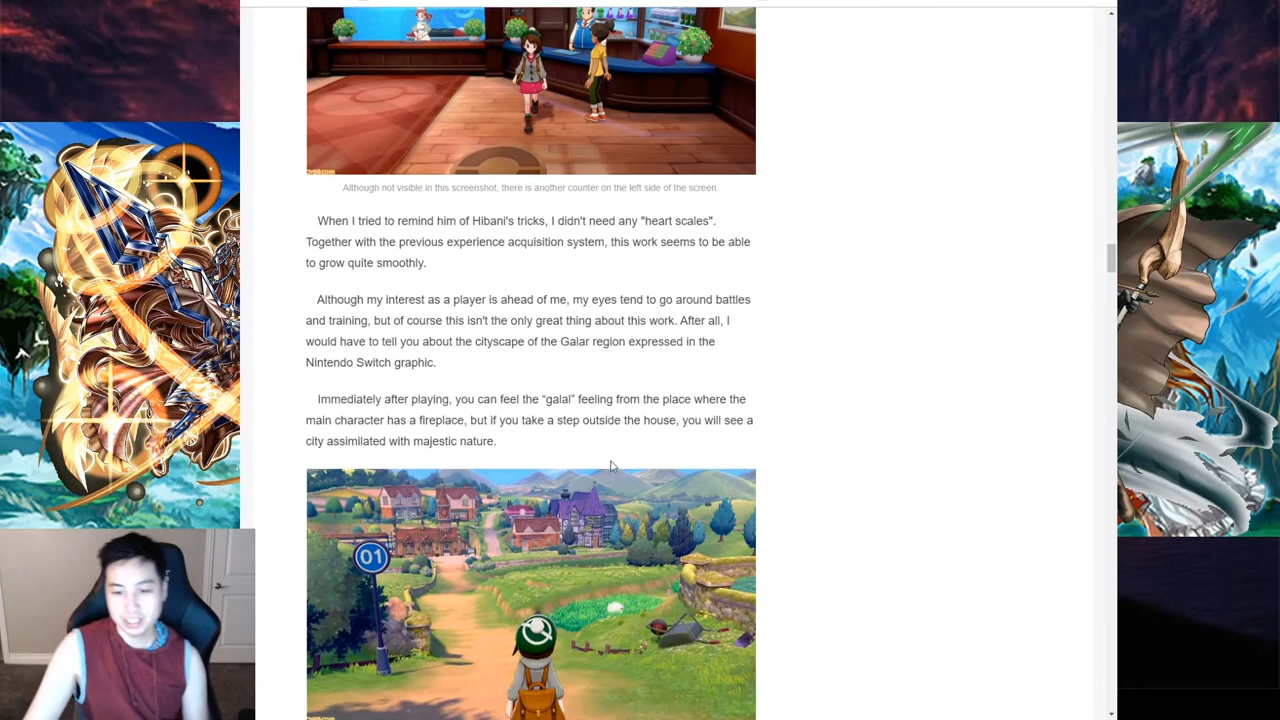 Although not visible in this screenshot, there is another counter on the left side of the screen.
When I tried to remind him of Hibani's tricks, I didn't need any "heart scales".
Together with the previous experience acquisition system, this work seems to be able
to grow quite smoothly.
Although my interest as a player is ahead of me, my eyes tend to go around battles
and training, but of course this isn't the only great thing about this work. After all, I
would have to tell you about the cityscape of the Galar region expressed in the
Nintendo Switch graphic.
Immediately after playing, you can feel the “galal” feeling from the place where the
main character has a fireplace, but if you take a step outside the house, you will see a
city assimilated with majestic nature.
01